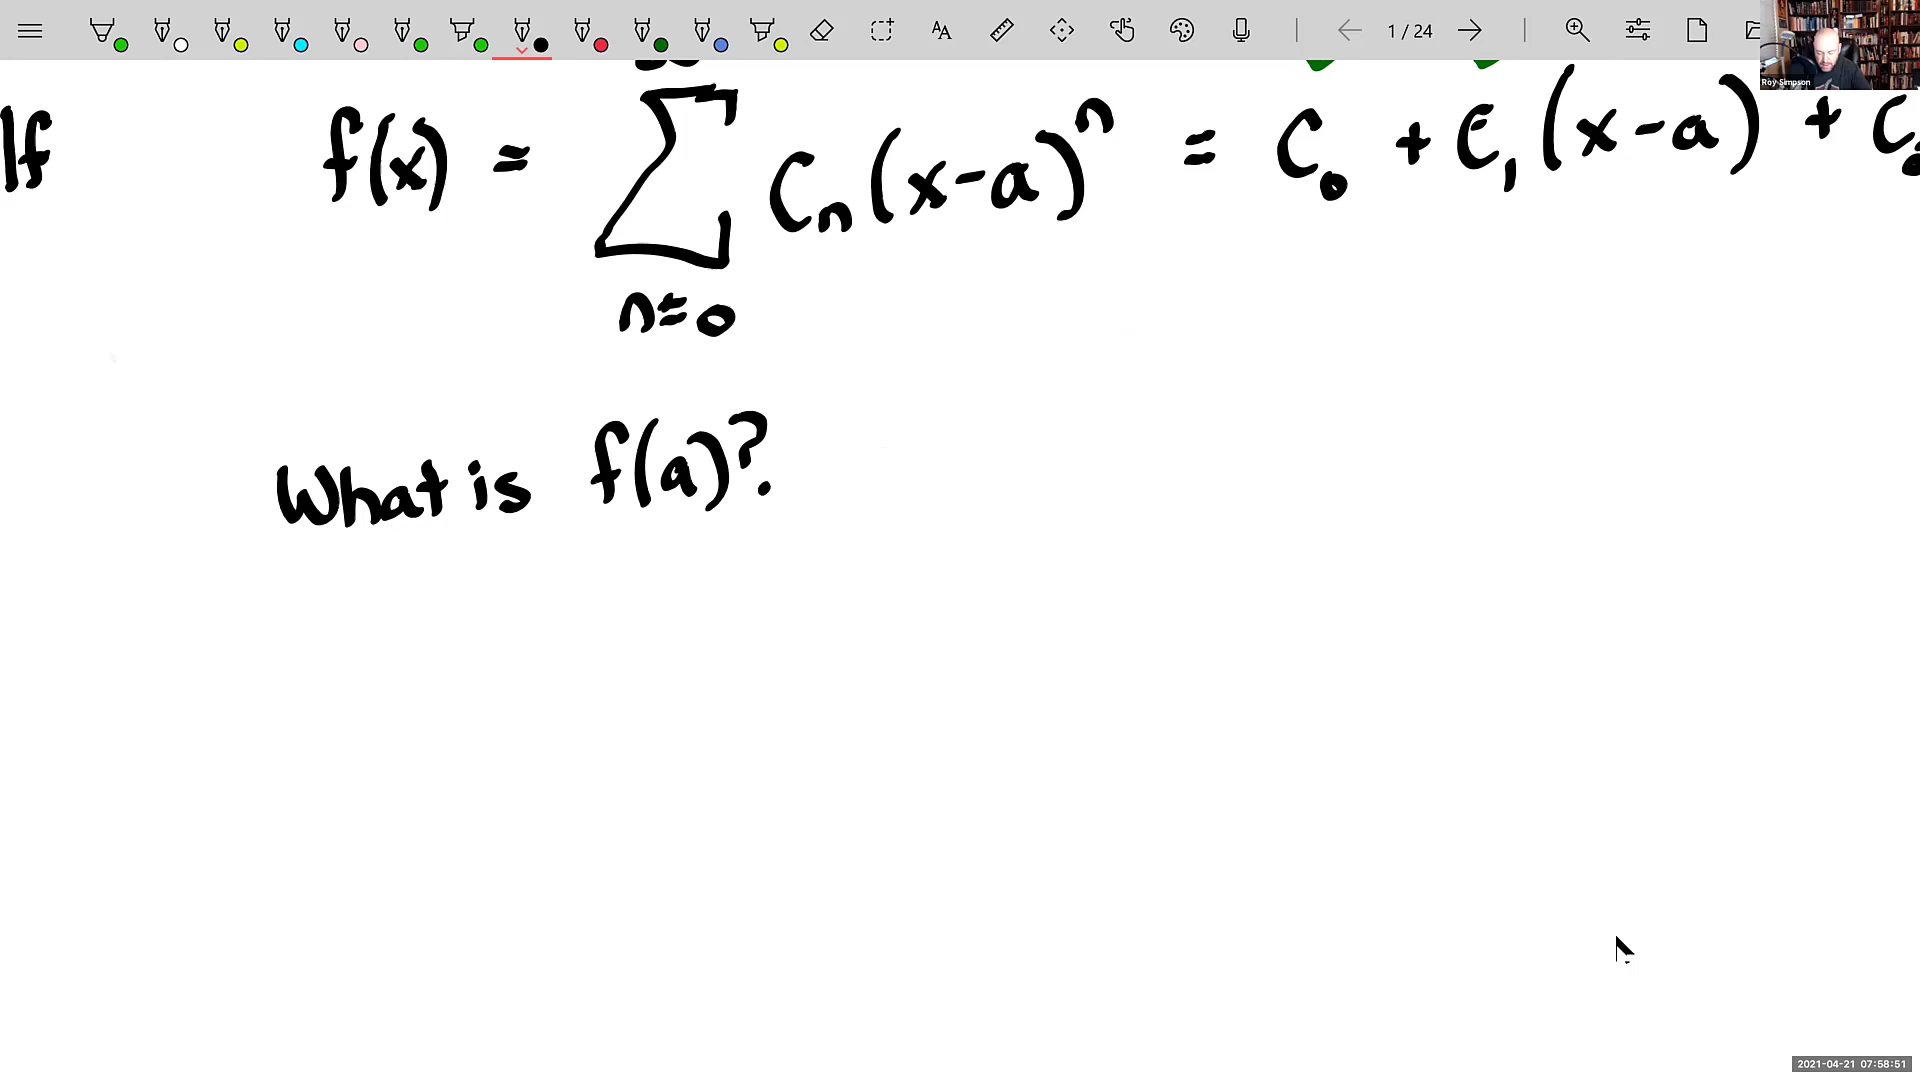 1 / 24
Roy Simpson
If f(x) = Σ Cn(x-a)^n = C0 + C1(x-a) + C
n=0
What is f(a)?
2021-04-21 07:58:51